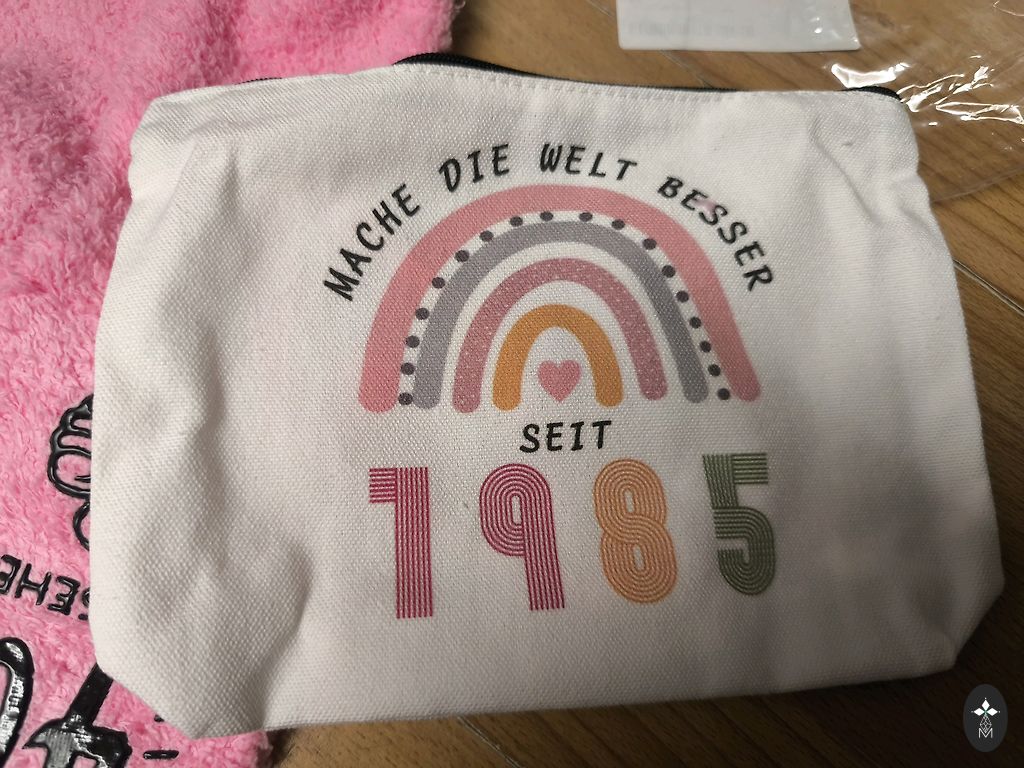 MACHE DIE WELT BESSER
SEIT
1985